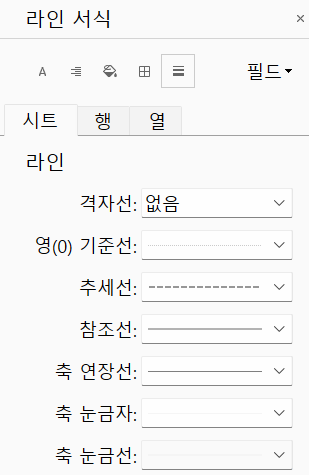 라인 서식 ×
A 필드
시트 행 열
라인
격자선: 없음
영(0) 기준선:
추세선:
참조선:
축 연장선:
축 눈금자:
축 눈금선: